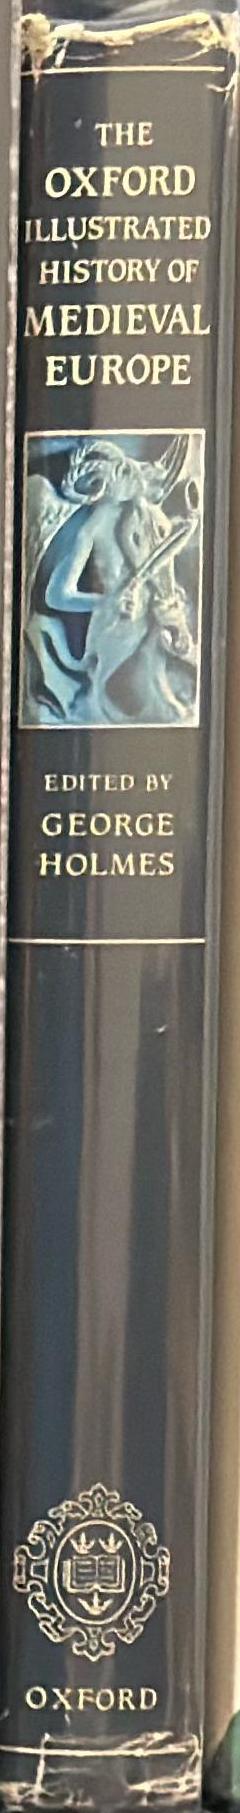 THE
OXFORD
ILLUSTRATED
HISTORY OF
MEDIEVAL
EUROPE
EDITED BY
GEORGE
HOLMES
OXFORD